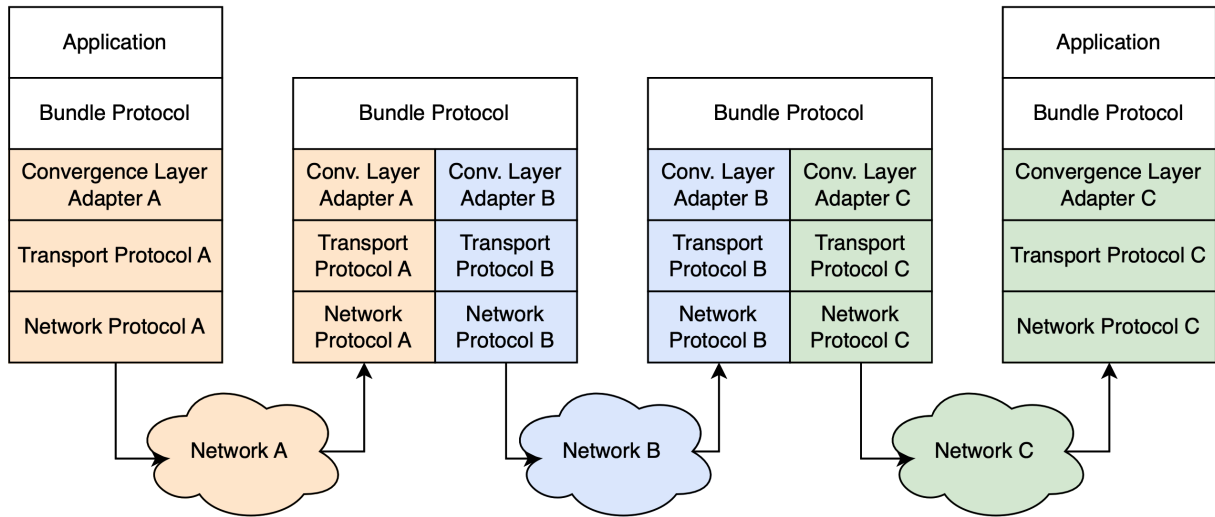 Application
Bundle Protocol
Convergence Layer
Adapter A
Transport Protocol A
Network Protocol A
Network A
Bundle Protocol
Conv. Layer
Adapter A
Transport
Protocol A
Network
Protocol A
Conv. Layer
Adapter B
Transport
Protocol B
Network
Protocol B
Network B
Bundle Protocol
Conv. Layer
Adapter B
Transport
Protocol B
Network
Protocol B
Conv. Layer
Adapter C
Transport
Protocol C
Network
Protocol C
Network C
Application
Bundle Protocol
Convergence Layer
Adapter C
Transport Protocol C
Network Protocol C